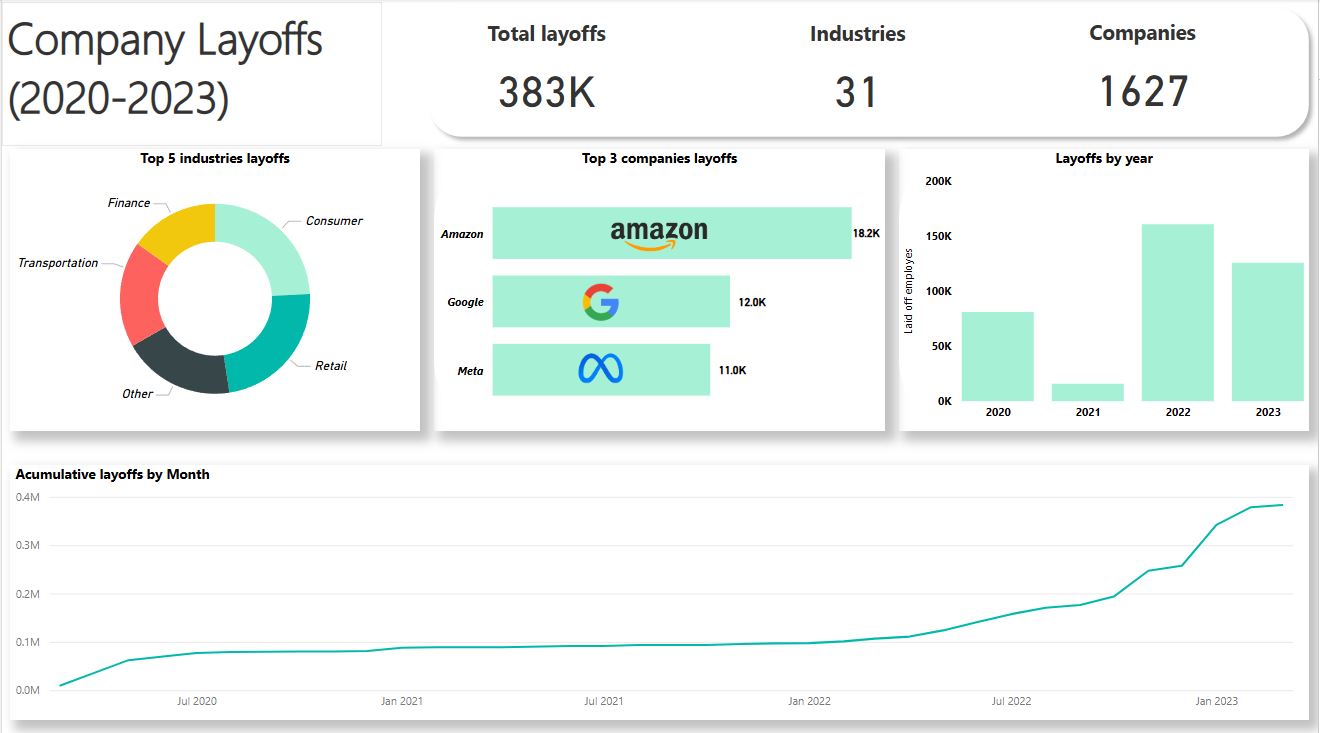 Company Layoffs
(2020-2023)
Total layoffs
383K
Industries
31
Companies
1627
Top 5 industries layoffs
Finance
Consumer
Transportation
Retail
Other
Top 3 companies layoffs
Amazon
amazon
18.2K
Google
G
12.0K
Meta
11.0K
Layoffs by year
Laid off employes
200K
150K
100K
50K
0K
2020
2021
2022
2023
Acumulative layoffs by Month
0.4M
0.3M
0.2M
0.1M
0.0M
Jul 2020
Jan 2021
Jul 2021
Jan 2022
Jul 2022
Jan 2023